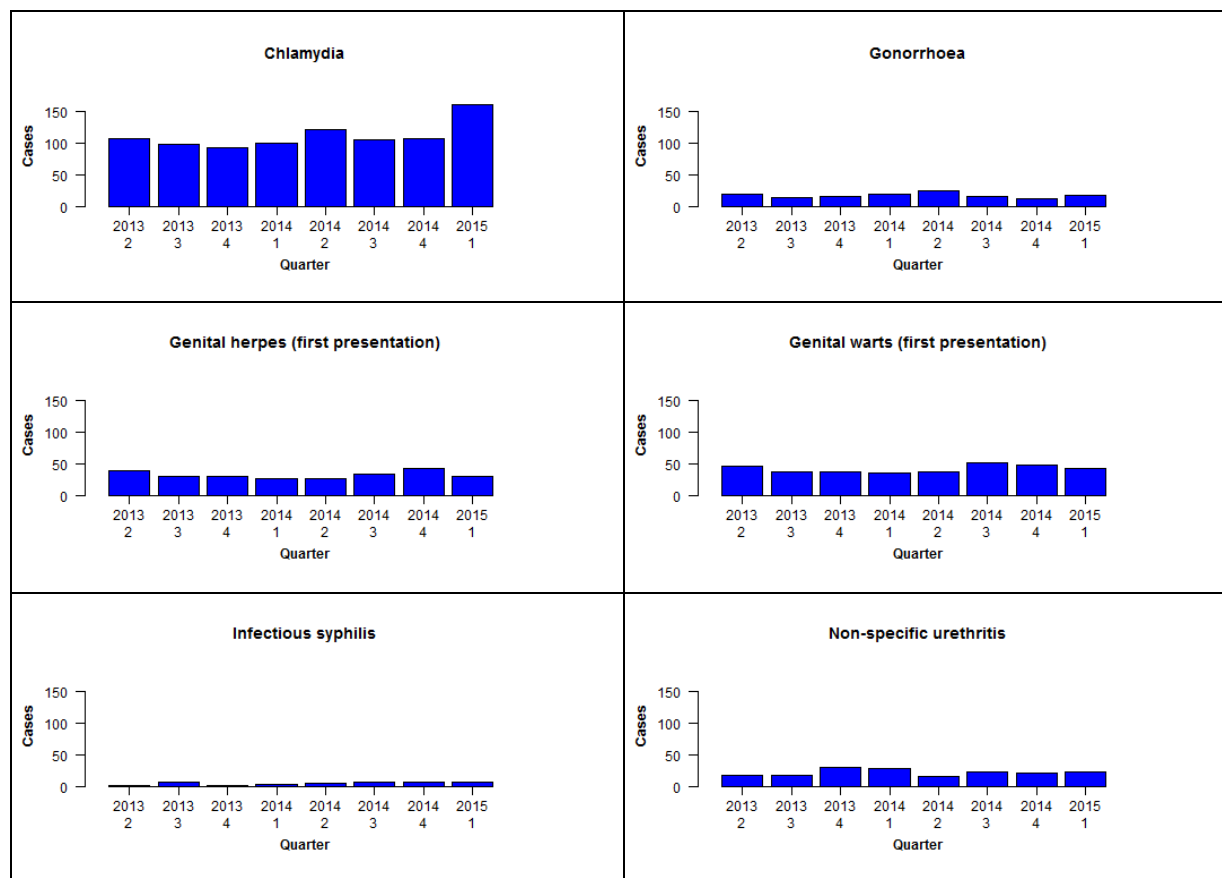 Chlamydia
150
100
50
0
Cases
2013 2013 2013 2014 2014 2014 2014 2015
2 3 4 1 2 3 4 1
Quarter
Gonorrhoea
150
100
50
0
Cases
2013 2013 2013 2014 2014 2014 2014 2015
2 3 4 1 2 3 4 1
Quarter
Genital herpes (first presentation)
150
100
50
0
Cases
2013 2013 2013 2014 2014 2014 2014 2015
2 3 4 1 2 3 4 1
Quarter
Genital warts (first presentation)
150
100
50
0
Cases
2013 2013 2013 2014 2014 2014 2014 2015
2 3 4 1 2 3 4 1
Quarter
Infectious syphilis
150
100
50
0
Cases
2013 2013 2013 2014 2014 2014 2014 2015
2 3 4 1 2 3 4 1
Quarter
Non-specific urethritis
150
100
50
0
Cases
2013 2013 2013 2014 2014 2014 2014 2015
2 3 4 1 2 3 4 1
Quarter